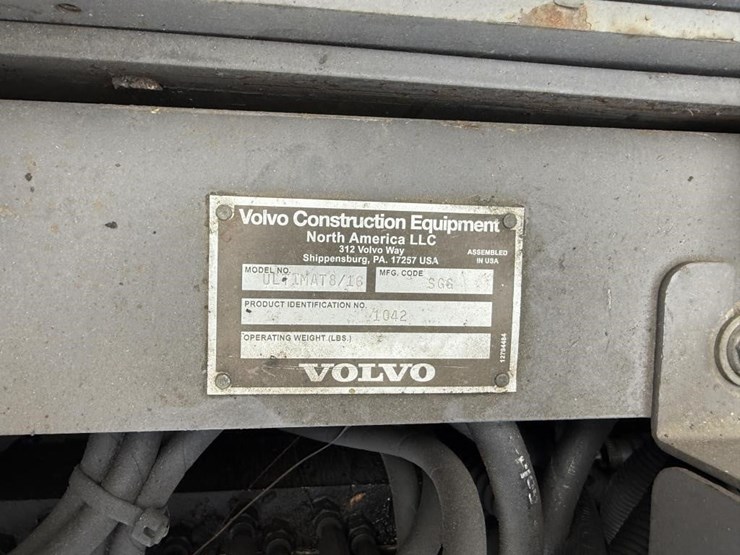 Volvo Construction Equipment
North America LLC
312 Volvo Way
Shippensburg, PA. 17257 USA
ASSEMBLED
IN USA
MODEL NO.
MFG. CODE
SG6
PRODUCT IDENTIFICATION NO.
1042
OPERATING WEIGHT (LBS.)
VOLVO